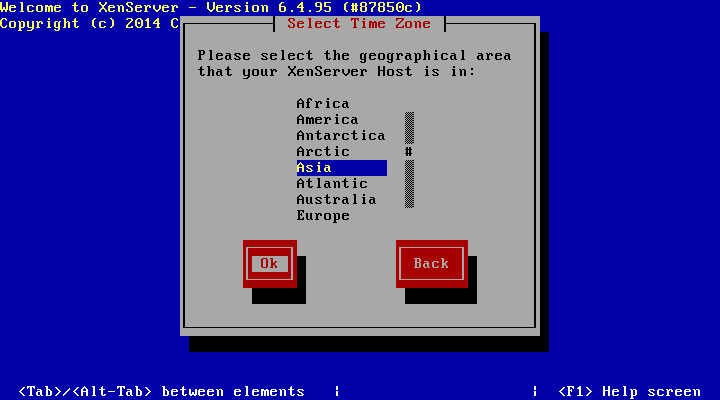 Welcome to XenServer - Version 6.4.95 (#87850c)
Copyright (c) 2014 C
Select Time Zone
Please select the geographical area
that your XenServer Host is in:
Africa
America
Antarctica
Arctic #
Asia
Atlantic
Australia
Europe
Ok Back
<Tab>/<Alt-Tab> between elements | | <F1> Help screen